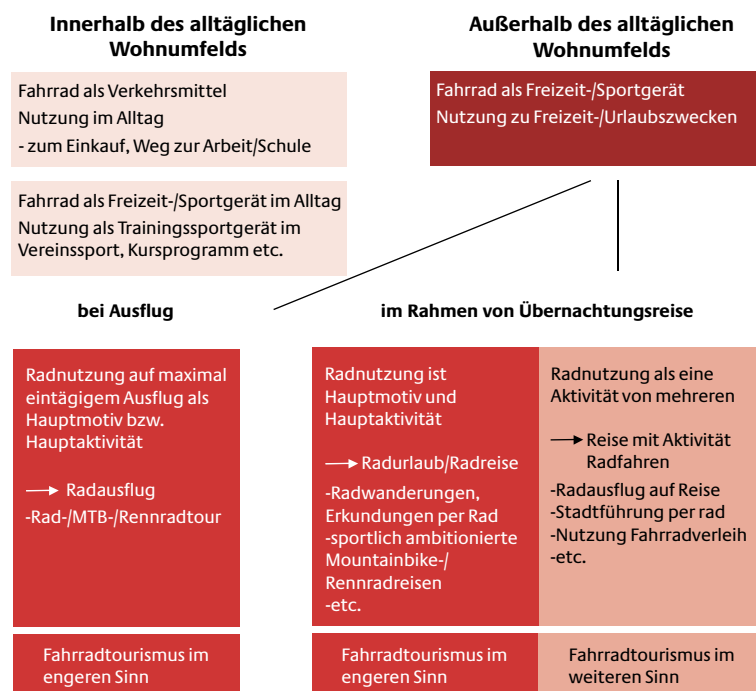 Innerhalb des alltäglichen
Wohnumfelds
Fahrrad als Verkehrsmittel
Nutzung im Alltag
- zum Einkauf, Weg zur Arbeit/Schule
Fahrrad als Freizeit-/Sportgerät im Alltag
Nutzung als Trainingssportgerät im
Vereinssport, Kursprogramm etc.
Außerhalb des alltäglichen
Wohnumfelds
Fahrrad als Freizeit-/Sportgerät
Nutzung zu Freizeit-/Urlaubszwecken
bei Ausflug
Radnutzung auf maximal
eintägigem Ausflug als
Hauptmotiv bzw.
Hauptaktivität
→ Radausflug
-Rad-/MTB-/Rennradtour
Fahrradtourismus im
engeren Sinn
im Rahmen von Übernachtungsreise
Radnutzung ist
Hauptmotiv und
Hauptaktivität
→ Radurlaub/Radreise
-Radwanderungen,
Erkundungen per Rad
-sportlich ambitionierte
Mountainbike-/
Rennradreisen
-etc.
Fahrradtourismus im
engeren Sinn
Radnutzung als eine
Aktivität von mehreren
→ Reise mit Aktivität
Radfahren
-Radausflug auf Reise
-Stadtführung per rad
-Nutzung Fahrradverleih
-etc.
Fahrradtourismus im
weiteren Sinn